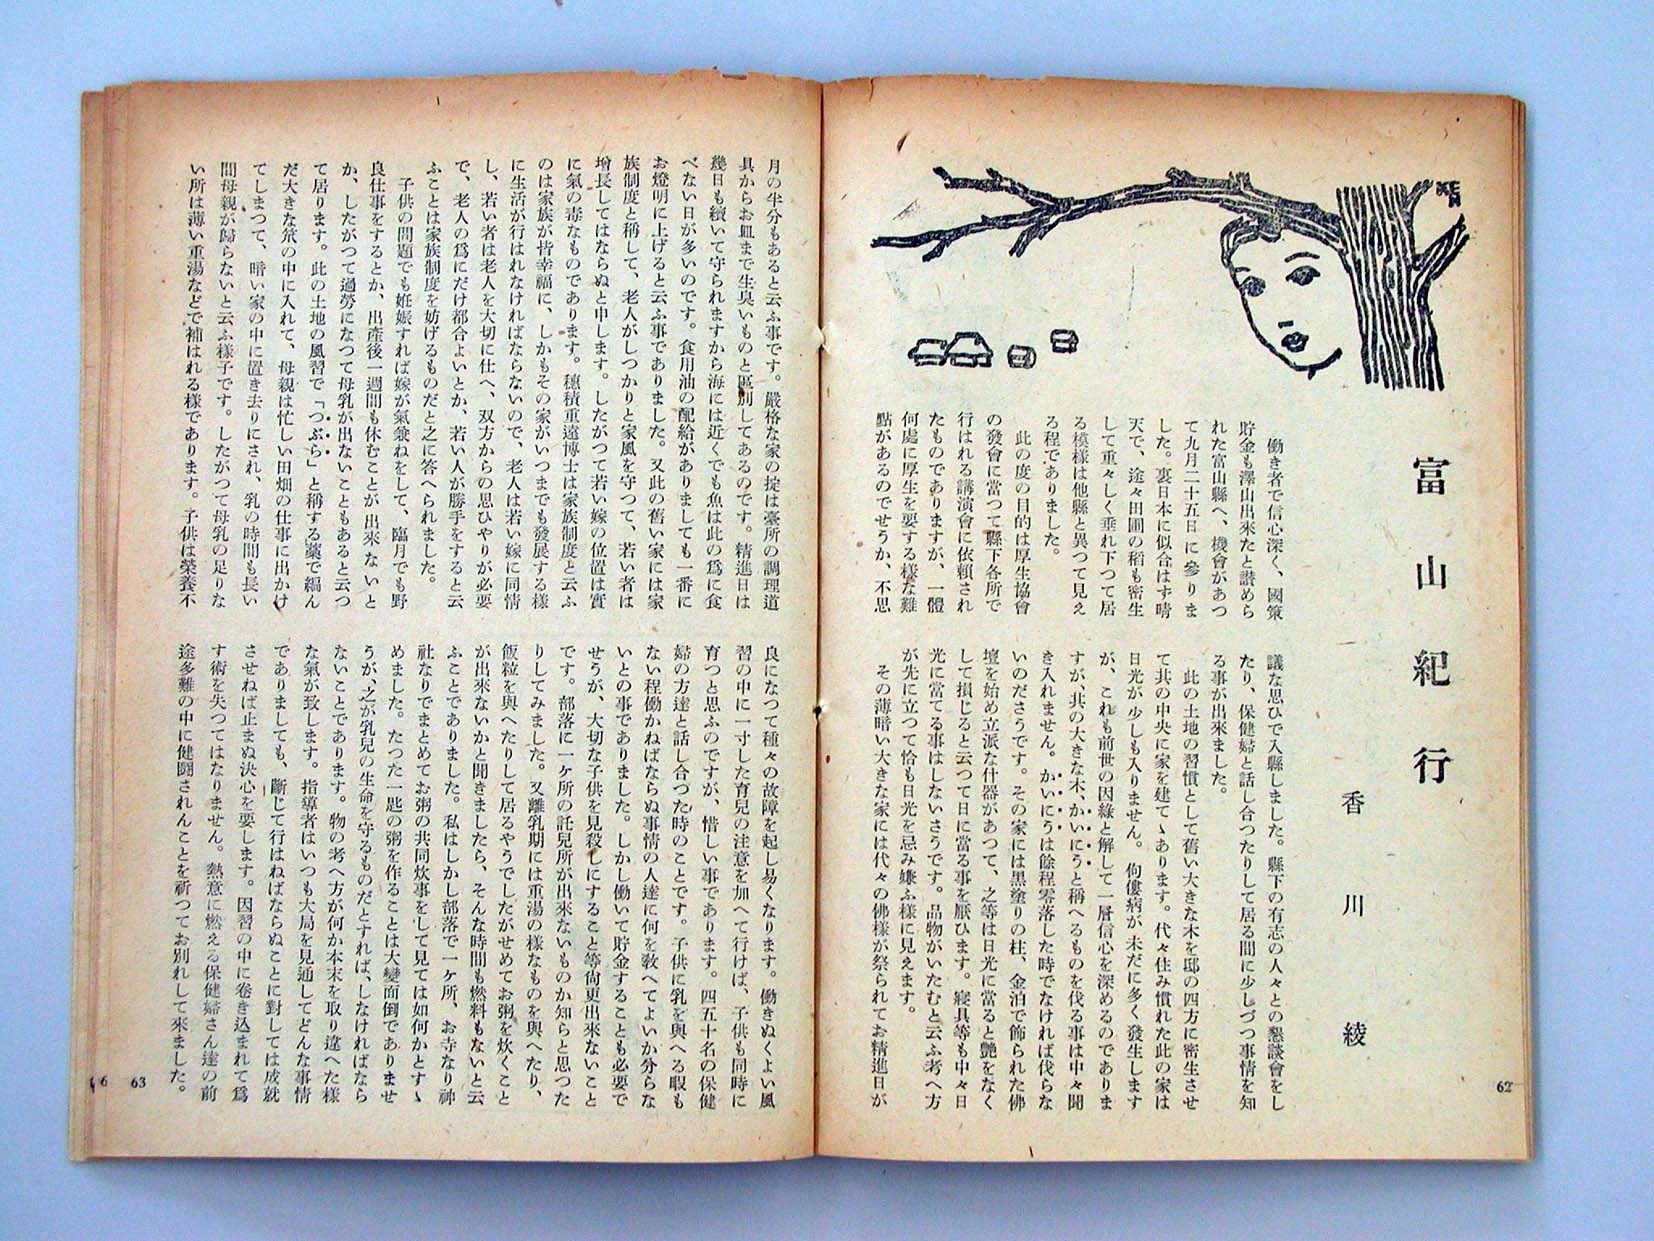 富山紀行
香川綾
働き者で信心深く、國策
貯金も澤山出來たと讃めら
れた富山縣へ、機會があつ
て九月二十五日に參りま
した。裏日本に似合はす晴
天で、途々田圃の稻も密生
して重々しく垂れ下つて居
る模樣は他縣と異つて見え
る程でありました。
此の度の目的は厚生協會
の發會に當つて縣下各所で
行はれる講演會に依頼され
たものでありますが、一體
何處に厚生を要する樣な難
點があるのでせうか、不思
議な思ひで入縣しました。縣下の有志の人々との懇談會をし
たり、保健婦と話し合つたりして居る間に少しづつ事情を知
る事が出來ました。
此の土地の習慣として舊い大きな木を邸の四方に密生させ
て其の中央に家を建てゝあります。代々住み慣れた此の家は
日光が少しも入りません。佝僂病が未だに多く發生します
が、これも前世の因緣と解して一層信心を深めるのでありま
すが、其の大きな木、かいにうと稱へるものを伐る事は中々聞
き入れません。かいにうは餘程零落した時でなければ伐らな
いのださうです。その家には黒塗りの柱、金泊で飾られた佛
壇を始め立派な什器があつて、之等は日光に當ると艷をなく
して損じると云つて日に當る事を厭ひます。寢具等も中々日
光に當てる事はしないさうです。品物がいたむと云ふ考へ方
が先に立つて恰も日光を忌み嫌ふ樣に見えます。
その薄暗い大きな家には代々の佛樣が祭られてお精進日が
62
月の半分もあると云ふ事です。嚴格な家の掟は臺所の調理道
具からお皿まで生臭いものと區別してあるのです。精進日は
幾日も續いて守られますから海には近くでも魚は此の爲に食
べない日が多いのです。食用油の配給がありましても一番に
お燈明に上げると云ふ事でありました。又此の舊い家には家
族制度と稱して、老人がしつかりと家風を守つて、若い者は
增長してはならぬと申します。したがつて若い嫁の位置は實
に氣の毒なものであります。穗積重遠博士は家族制度と云ふ
のは家族が皆幸福に、しかもその家がいつまでも發展する樣
に生活が行はれなければならないので、老人は若い嫁に同情
し、若い者は老人を大切に仕へ、双方からの思ひやりが必要
で、老人の爲にだけ都合よいとか、若い人が勝手をすると云
ふことは家族制度を妨げるものだと之に答へられました。
子供の問題でも姙娠すれば嫁が氣兼ねをして、臨月でも野
良仕事をするとか、出産後一週間も休むことが出來ないと
か、したがつて過勞になつて母乳が出ないこともあると云つ
て居ります。此の土地の風習で「つぶら」と稱する藁で編ん
だ大きな笊の中に入れて、母親は忙しい田畑の仕事に出かけ
てしまつて、暗い家の中に置き去りにされ、乳の時間も長い
間母親が歸らないと云ふ樣子です。したがつて母乳の足りな
い所は薄い重湯などで補はれる樣であります。子供は榮養不
良になつて種々の故障を起し易くなります。働きぬくよい風
習の中に一寸した育兒の注意を加へて行けば、子供も同時に
育つと思ふのですが、惜しい事であります。四五十名の保健
婦の方達と話し合つた時のことです。子供に乳を與へる暇も
ない程働かねばならぬ事情の人達に何を敎へてよいか分らな
いとの事でありました。しかし働いて貯金することも必要で
せうが、大切な子供を見殺しにすること等尙更出來ないこと
です。部落に一ヶ所の託兒所が出來ないものか知らと思つた
りしてみました。又離乳期には重湯の樣なものを與へたり、
飯粒を與へたりして居るやうでしたがせめてお粥を炊くこと
が出來ないかと聞きましたら、そんな時間も燃料もないと云
ふことでありました。私はしかし部落で一ヶ所、お寺なり神
社なりでまとめてお粥の共同炊事をして見ては如何かとすゝ
めました。たつた一匙の粥を作ることは大變面倒でありませ
うが、之が乳兒の生命を守るものだとすれば、しなければなら
ないことであります。物の考へ方が何か本末を取り違へた樣
な氣が致します。指導者はいつも大局を見通してどんな事情
でありましても、斷じて行はねばならぬことに對しては成就
させねば止まぬ決心を要します。因習の中に卷き込まれて爲
す術を失つてはなりません。熱意に燃える保健婦さん達の前
途多難の中に健鬪されんことを祈つてお別れして來ました。
63